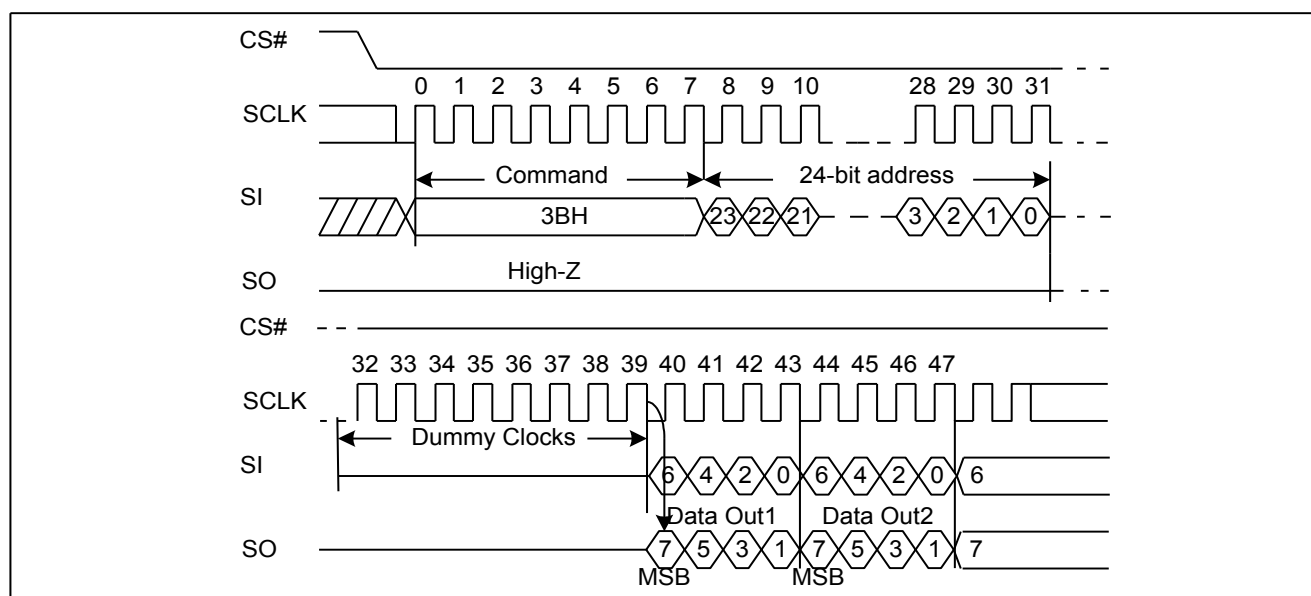 CS#
0 1 2 3 4 5 6 7 8 9 10 28 29 30 31
SCLK
Command 24-bit address
SI
3BH 23 22 21 3 2 1 0
High-Z
SO
CS#
32 33 34 35 36 37 38 39 40 41 42 43 44 45 46 47
SCLK
Dummy Clocks
SI
6 4 2 0 6 4 2 0 6
Data Out1 Data Out2
SO
7 5 3 1 7 5 3 1 7
MSB MSB